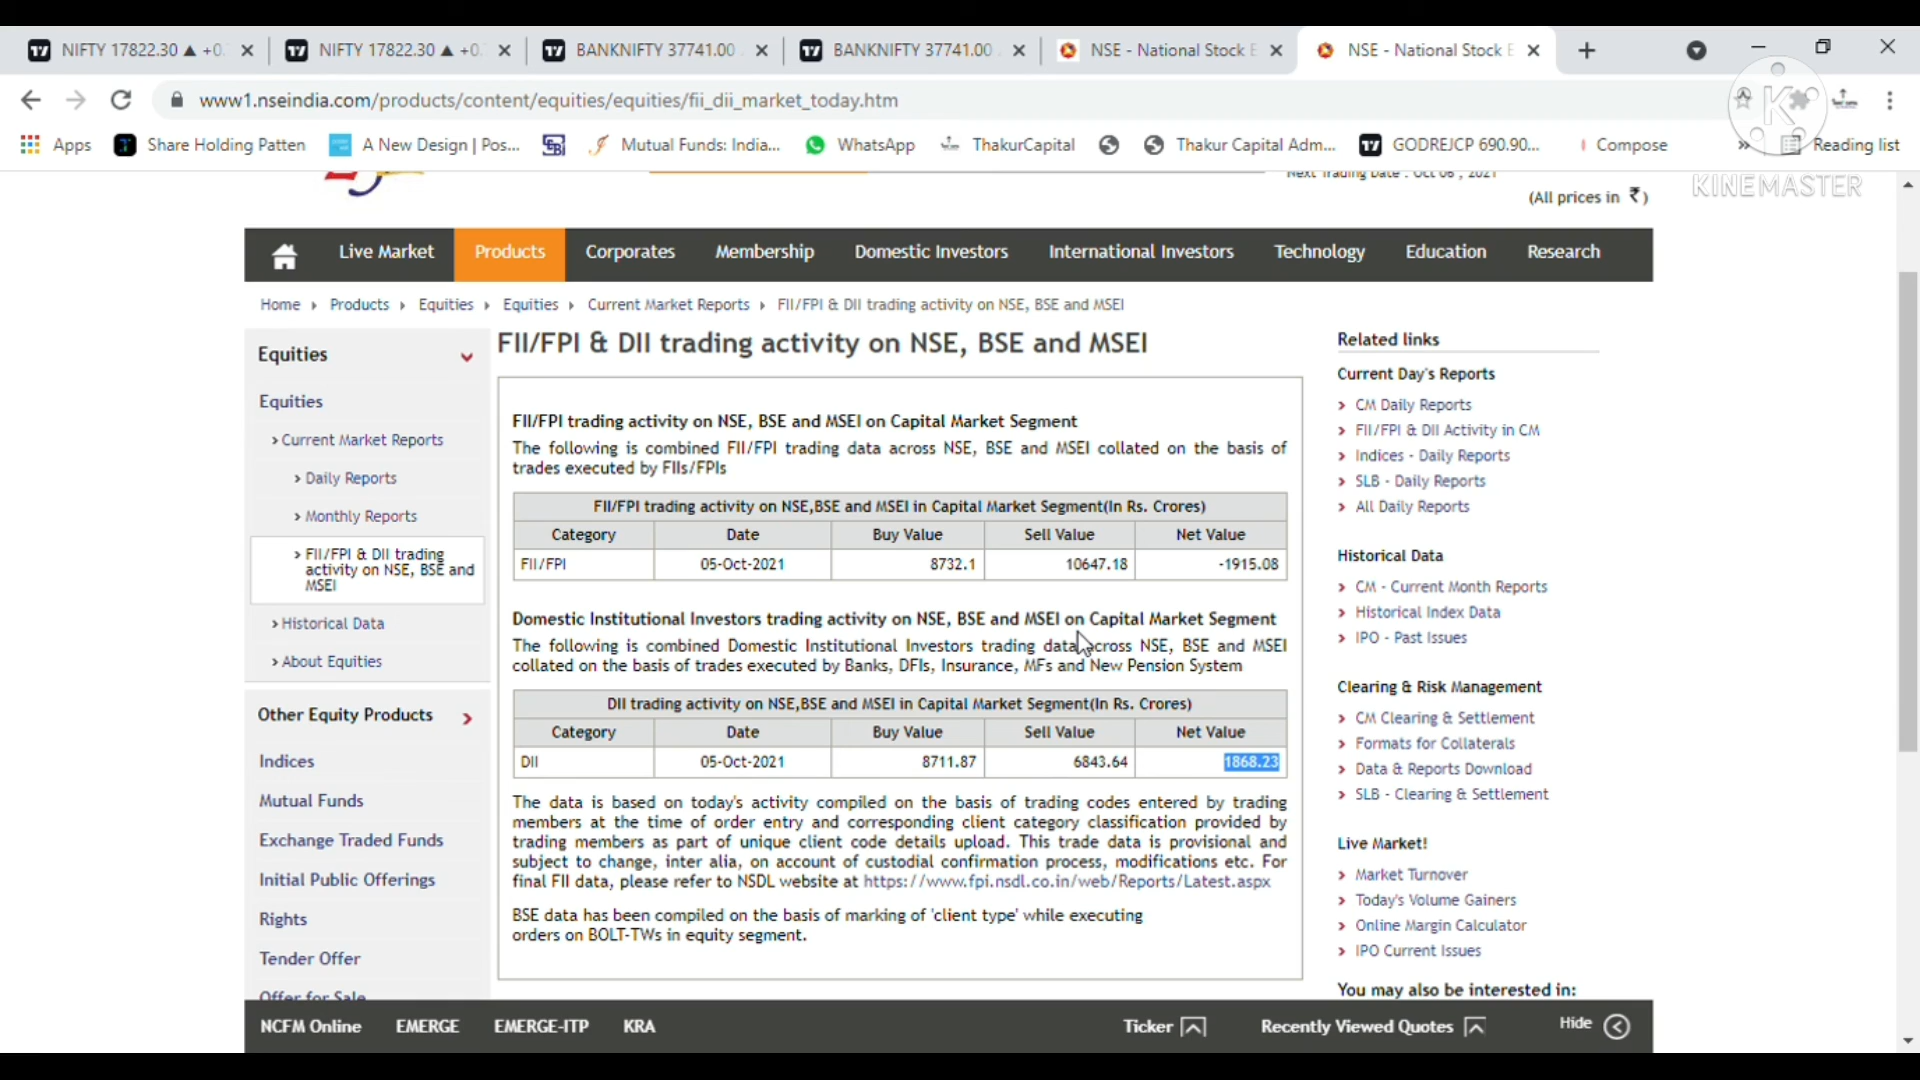 NIFTY 17822.30 ▲ +0.
NIFTY 17822.30 ▲ +0.
BANKNIFTY 37741.00
BANKNIFTY 37741.00
NSE - National Stock E
NSE - National Stock E
www1.nseindia.com/products/content/equities/equities/fii_dii_market_today.htm
Apps
Share Holding Patten
A New Design | Pos...
SEBI
Mutual Funds: India...
WhatsApp
ThakurCapital
Thakur Capital Adm...
GODREJCP 690.90...
Compose
»
Reading list
K
KINEMASTER
Next Trading Date : Oct 06 , 2021
(All prices in ₹ )
Live Market
Products
Corporates
Membership
Domestic Investors
International Investors
Technology
Education
Research
Home › Products › Equities › Equities › Current Market Reports › FII/FPI & DII trading activity on NSE, BSE and MSEI
Equities
Equities
› Current Market Reports
› Daily Reports
› Monthly Reports
› FII/FPI & DII trading
activity on NSE, BSE and
MSEI
› Historical Data
› About Equities
Other Equity Products
Indices
Mutual Funds
Exchange Traded Funds
Initial Public Offerings
Rights
Tender Offer
Offer for Sale
FII/FPI & DII trading activity on NSE, BSE and MSEI
FII/FPI trading activity on NSE, BSE and MSEI on Capital Market Segment
The following is combined FII/FPI trading data across NSE, BSE and MSEI collated on the basis of
trades executed by FIIs/FPIs
FII/FPI trading activity on NSE,BSE and MSEI in Capital Market Segment(In Rs. Crores)
Category Date Buy Value Sell Value Net Value
FII/FPI 05-Oct-2021 8732.1 10647.18 -1915.08
Domestic Institutional Investors trading activity on NSE, BSE and MSEI on Capital Market Segment
The following is combined Domestic Institutional Investors trading data across NSE, BSE and MSEI
collated on the basis of trades executed by Banks, DFIs, Insurance, MFs and New Pension System
DII trading activity on NSE,BSE and MSEI in Capital Market Segment(In Rs. Crores)
Category Date Buy Value Sell Value Net Value
DII 05-Oct-2021 8711.87 6843.64 1868.23
The data is based on today's activity compiled on the basis of trading codes entered by trading
members at the time of order entry and corresponding client category classification provided by
trading members as part of unique client code details upload. This trade data is provisional and
subject to change, inter alia, on account of custodial confirmation process, modifications etc. For
final FII data, please refer to NSDL website at https://www.fpi.nsdl.co.in/web/Reports/Latest.aspx
BSE data has been compiled on the basis of marking of 'client type' while executing
orders on BOLT-TWs in equity segment.
Related links
Current Day's Reports
› CM Daily Reports
› FII/FPI & DII Activity in CM
› Indices - Daily Reports
› SLB - Daily Reports
› All Daily Reports
Historical Data
› CM - Current Month Reports
› Historical Index Data
› IPO - Past Issues
Clearing & Risk Management
› CM Clearing & Settlement
› Formats for Collaterals
› Data & Reports Download
› SLB - Clearing & Settlement
Live Market!
› Market Turnover
› Today's Volume Gainers
› Online Margin Calculator
› IPO Current Issues
You may also be interested in:
NCFM Online
EMERGE
EMERGE-ITP
KRA
Ticker
Recently Viewed Quotes
Hide